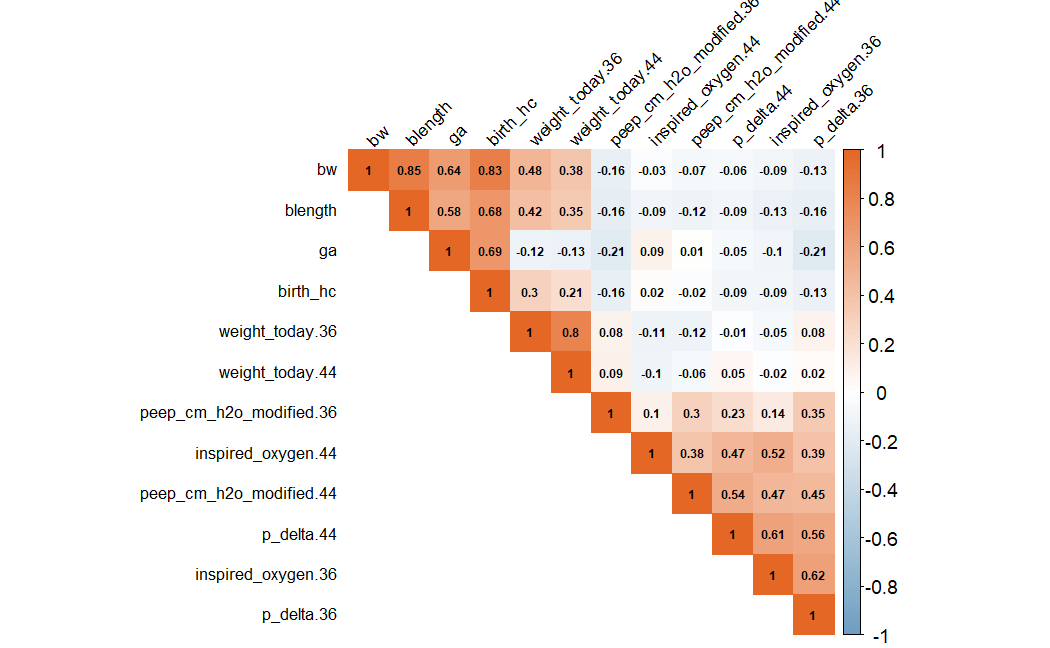 bw
blength
ga
birth_hc
weight_today.36
weight_today.44
peep_cm_h2o_modified.36
inspired_oxygen.44
peep_cm_h2o_modified.44
p_delta.44
inspired_oxygen.36
p_delta.36
bw 1 0.85 0.64 0.83 0.48 0.38 -0.16 -0.03 -0.07 -0.06 -0.09 -0.13
blength 1 0.58 0.68 0.42 0.35 -0.16 -0.09 -0.12 -0.09 -0.13 -0.16
ga 1 0.69 -0.12 -0.13 -0.21 0.09 0.01 -0.05 -0.1 -0.21
birth_hc 1 0.3 0.21 -0.16 0.02 -0.02 -0.09 -0.09 -0.13
weight_today.36 1 0.8 0.08 -0.11 -0.12 -0.01 -0.05 0.08
weight_today.44 1 0.09 -0.1 -0.06 0.05 -0.02 0.02
peep_cm_h2o_modified.36 1 0.1 0.3 0.23 0.14 0.35
inspired_oxygen.44 1 0.38 0.47 0.52 0.39
peep_cm_h2o_modified.44 1 0.54 0.47 0.45
p_delta.44 1 0.61 0.56
inspired_oxygen.36 1 0.62
p_delta.36 1
1
0.8
0.6
0.4
0.2
0
-0.2
-0.4
-0.6
-0.8
-1